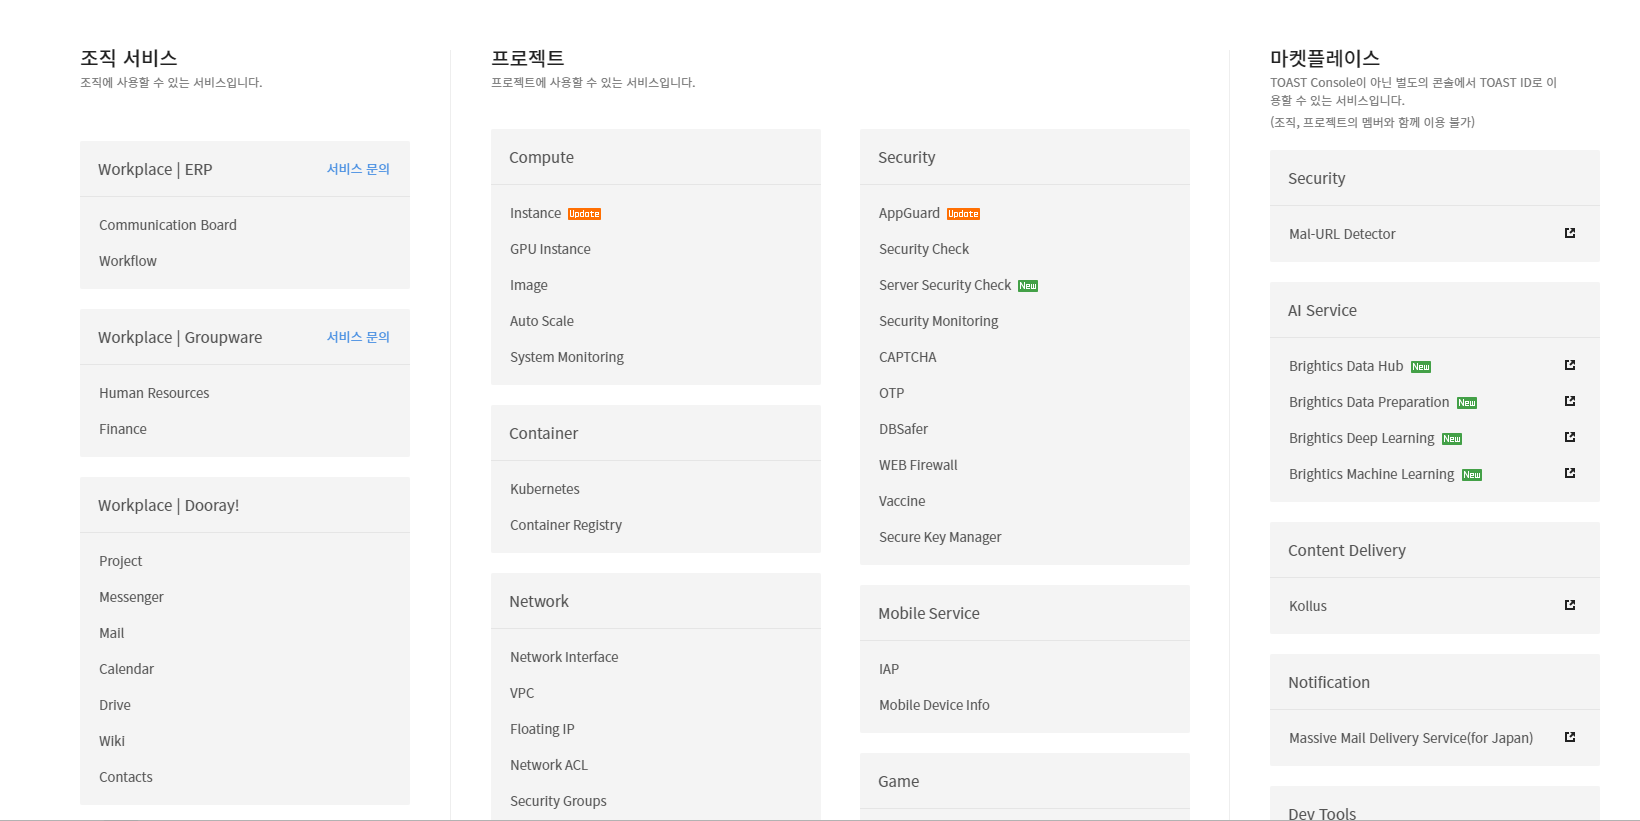 조직 서비스
조직에 사용할 수 있는 서비스입니다.
Workplace | ERP 서비스 문의
Communication Board
Workflow
Workplace | Groupware 서비스 문의
Human Resources
Finance
Workplace | Dooray!
Project
Messenger
Mail
Calendar
Drive
Wiki
Contacts
프로젝트
프로젝트에 사용할 수 있는 서비스입니다.
Compute
Instance Update
GPU Instance
Image
Auto Scale
System Monitoring
Container
Kubernetes
Container Registry
Network
Network Interface
VPC
Floating IP
Network ACL
Security Groups
Security
AppGuard Update
Security Check
Server Security Check New
Security Monitoring
CAPTCHA
OTP
DBSafer
WEB Firewall
Vaccine
Secure Key Manager
Mobile Service
IAP
Mobile Device Info
Game
마켓플레이스
TOAST Console이 아닌 별도의 콘솔에서 TOAST ID로 이
용할 수 있는 서비스입니다.
(조직, 프로젝트의 멤버와 함께 이용 불가)
Security
Mal-URL Detector
AI Service
Brightics Data Hub New
Brightics Data Preparation New
Brightics Deep Learning New
Brightics Machine Learning New
Content Delivery
Kollus
Notification
Massive Mail Delivery Service(for Japan)
Dev Tools